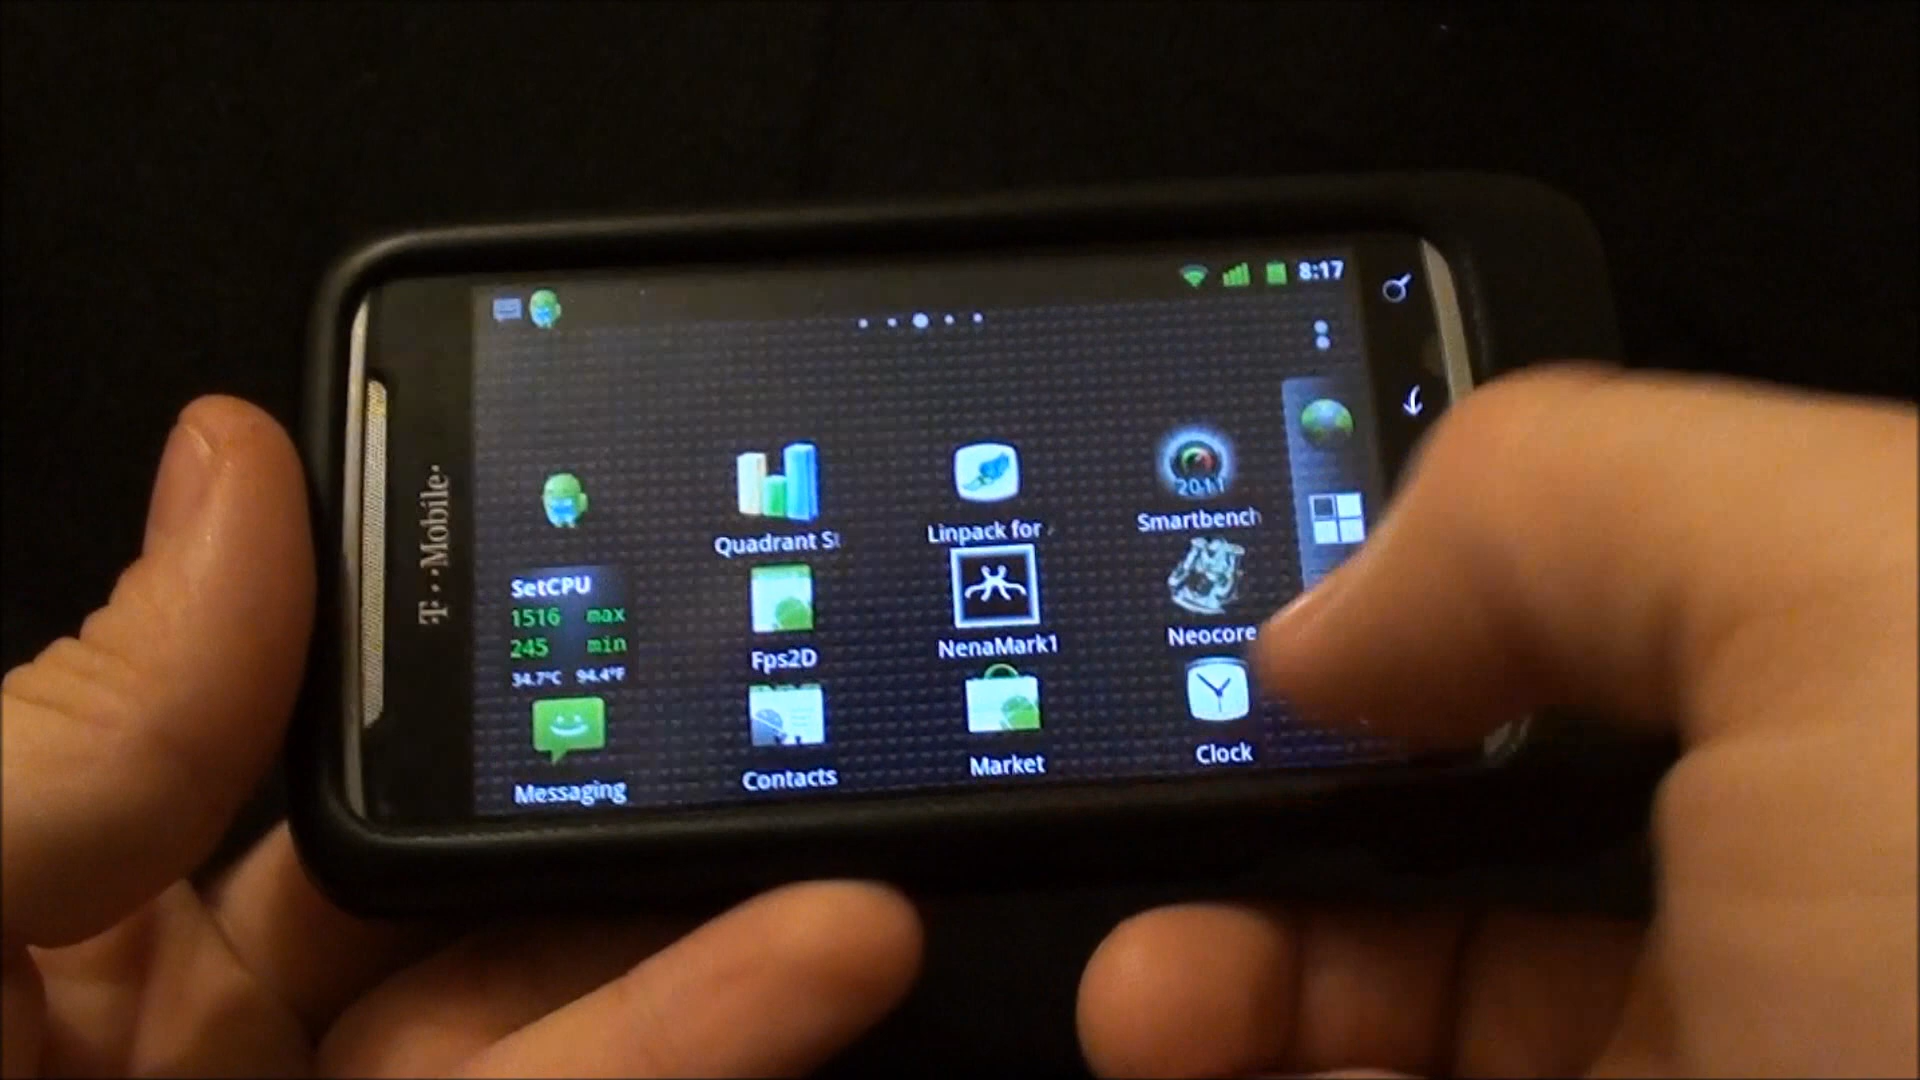 T··Mobile·
8:17
Quadrant S
Linpack for
2011
Smartbench
SetCPU
1516 max
245 min
34.7°C 94.4°F
Fps2D
NenaMark1
Neocore
Messaging
Contacts
Market
Clock